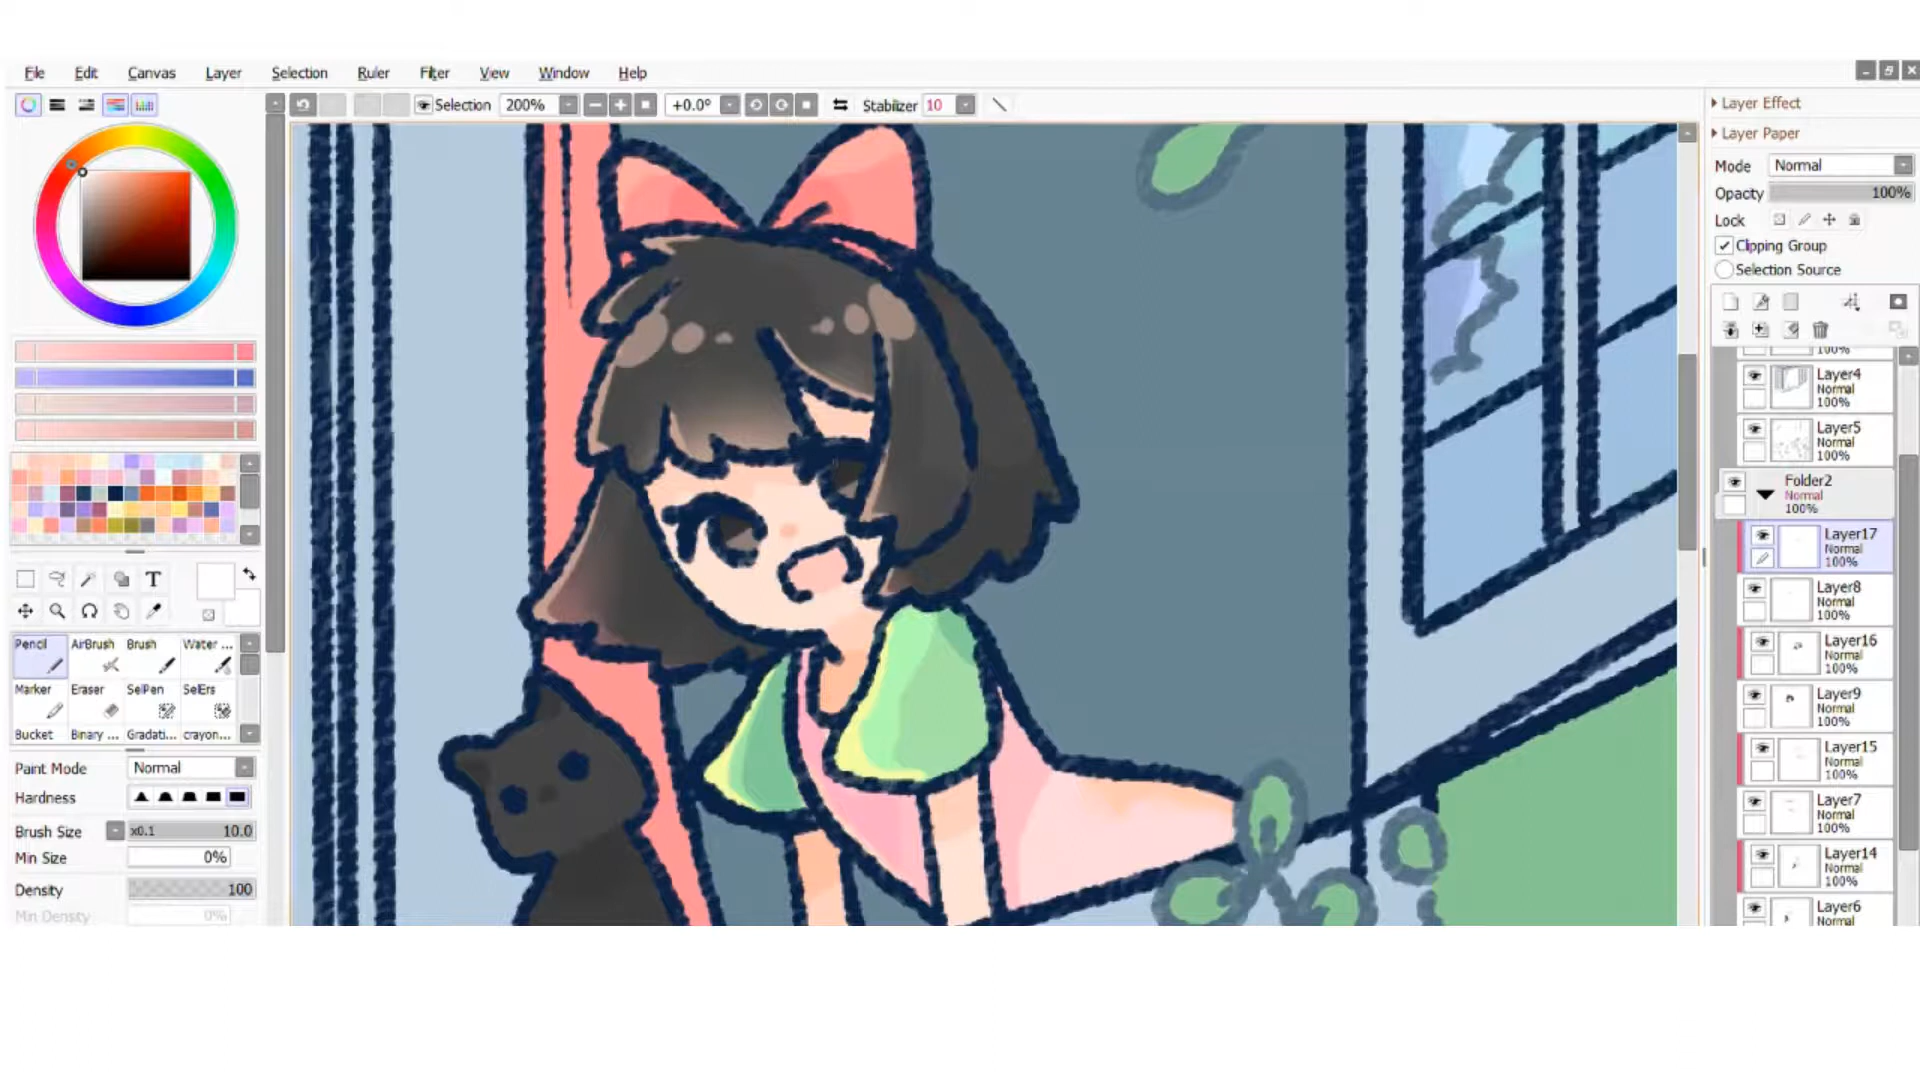 File Edit Canvas Layer Selection Ruler Filter View Window Help
Selection 200% +0.0° Stabilizer 10
Layer Effect
Layer Paper
Mode Normal
Opacity 100%
Lock
Clipping Group
Selection Source
100%
Layer4
Normal
100%
Layer5
Normal
100%
Folder2
Normal
100%
Layer17
Normal
100%
Layer8
Normal
100%
Layer16
Normal
100%
Layer9
Normal
100%
Layer15
Normal
100%
Layer7
Normal
100%
Layer14
Normal
100%
Layer6
Normal
T
Pencil AirBrush Brush Water ...
Marker Eraser SelPen SelErs
Bucket Binary ... Gradati... crayon...
Paint Mode Normal
Hardness
Brush Size x0.1 10.0
Min Size 0%
Density 100
Min Density 0%